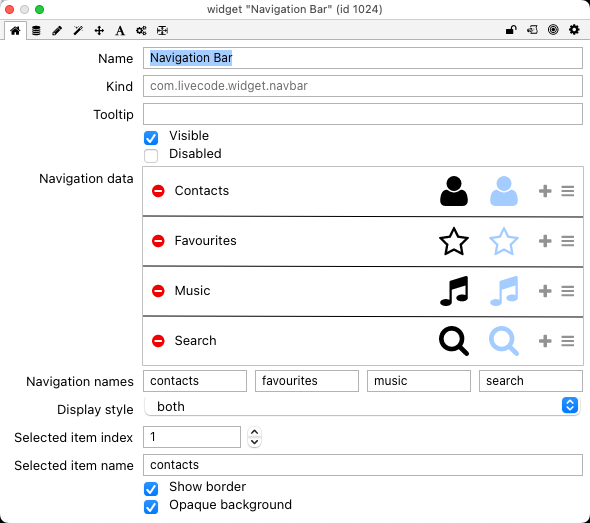 widget "Navigation Bar" (id 1024)
A
Name Navigation Bar
Kind com.livecode.widget.navbar
Tooltip
Visible
Disabled
Navigation data
Contacts
Favourites
Music
Search
Navigation names contacts favourites music search
Display style both
Selected item index 1
Selected item name contacts
Show border
Opaque background